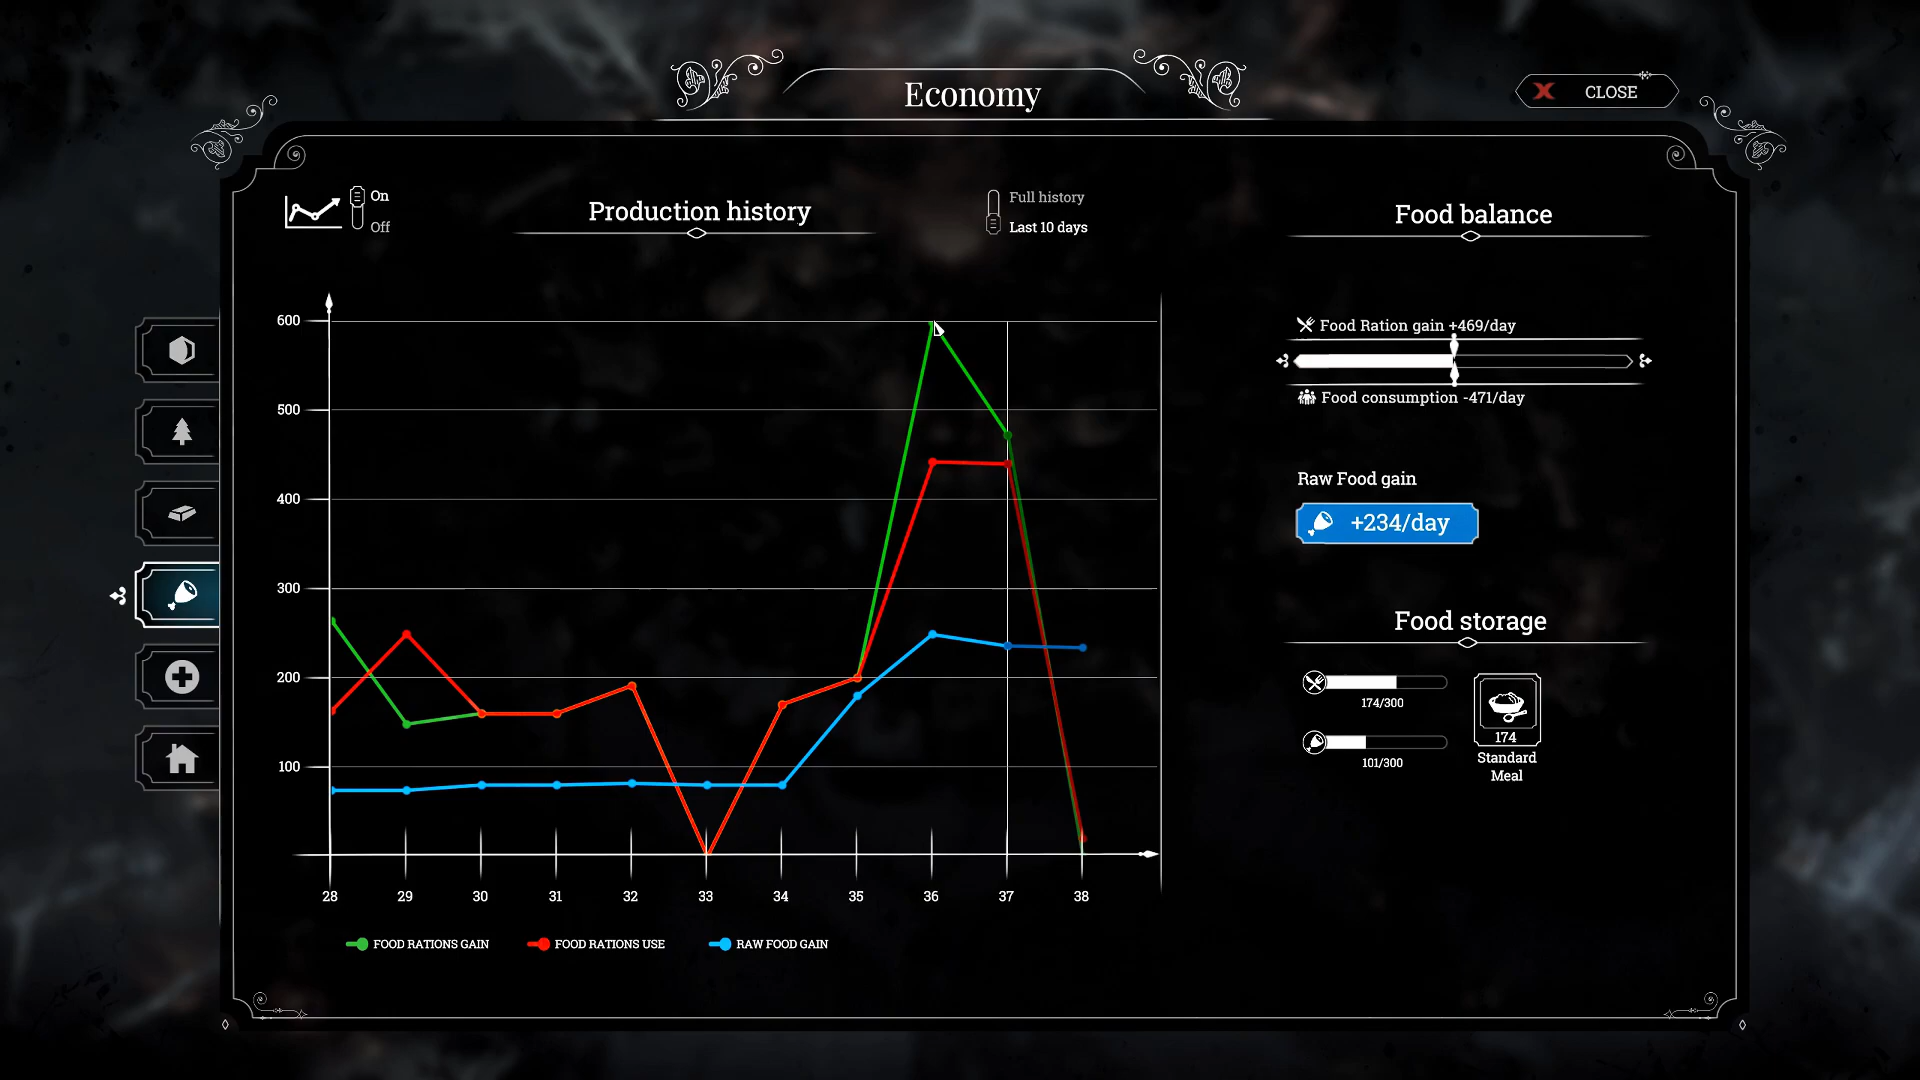 Economy
CLOSE
On
Off
Production history
Full history
Last 10 days
Food balance
600
500
400
300
200
100
28 29 30 31 32 33 34 35 36 37 38
FOOD RATIONS GAIN FOOD RATIONS USE RAW FOOD GAIN
Food Ration gain +469/day
Food consumption -471/day
Raw Food gain
+234/day
Food storage
174/300
101/300
174
Standard
Meal